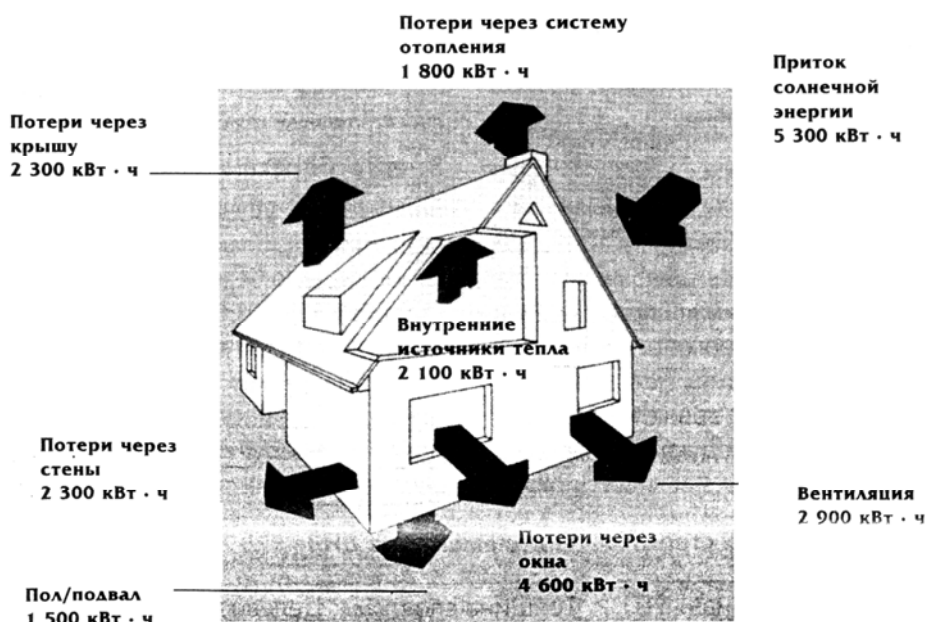 Потери через систему
отопления
1 800 кВт · ч
Приток
солнечной
энергии
5 300 кВт · ч
Потери через
крышу
2 300 кВт · ч
Внутренние
источники тепла
2 100 кВт · ч
Потери через
стены
2 300 кВт · ч
Вентиляция
2 900 кВт · ч
Потери через
окна
4 600 кВт · ч
Пол/подвал
1 500 кВт · ч